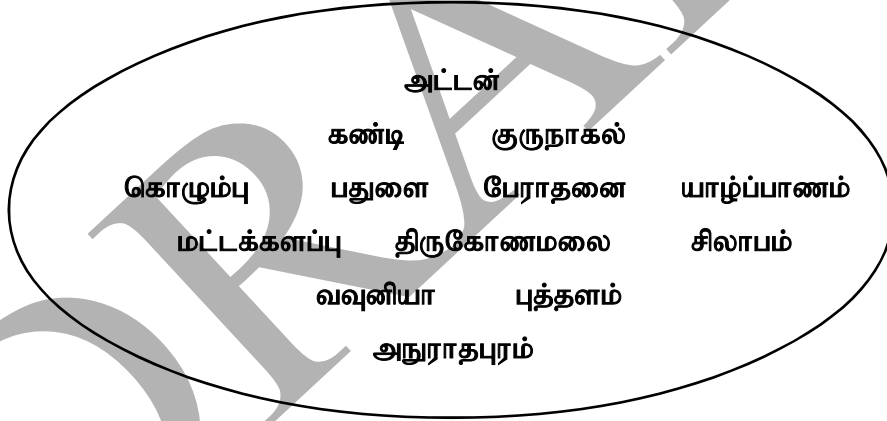 அட்டன்
கண்டி குருநாகல்
கொழும்பு பதுளை பேராதனை யாழ்ப்பாணம்
மட்டக்களப்பு திருகோணமலை சிலாபம்
வவுனியா புத்தளம்
அநுராதபுரம்